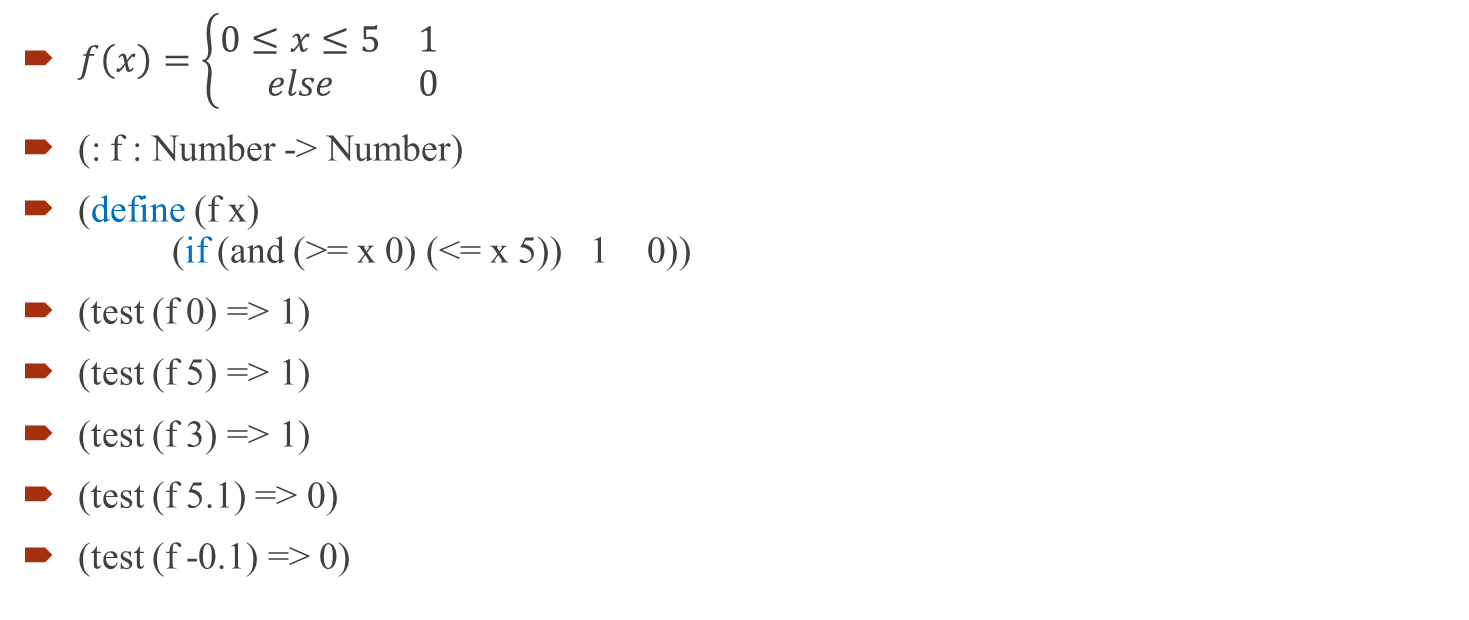 f(x) = {0 ≤ x ≤ 5 1
else 0
(: f : Number -> Number)
(define (f x)
(if (and (>= x 0) (<= x 5)) 1 0))
(test (f 0) => 1)
(test (f 5) => 1)
(test (f 3) => 1)
(test (f 5.1) => 0)
(test (f -0.1) => 0)